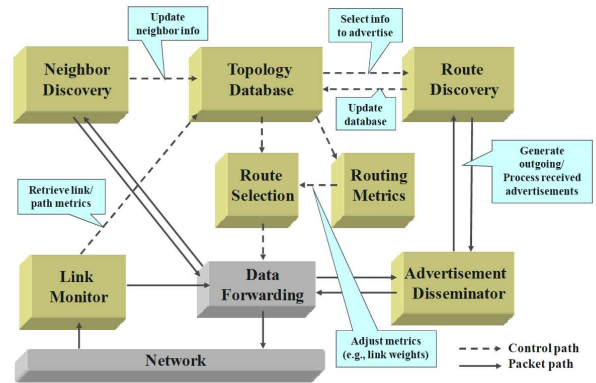 Update
neighbor info
Select info
to advertise
Neighbor
Discovery
Topology
Database
Route
Discovery
Update
database
Retrieve link/
path metrics
Route
Selection
Routing
Metrics
Generate
outgoing/
Process received
advertisements
Link
Monitor
Data
Forwarding
Advertisement
Disseminator
Adjust metrics
(e.g., link weights)
Network
Control path
Packet path